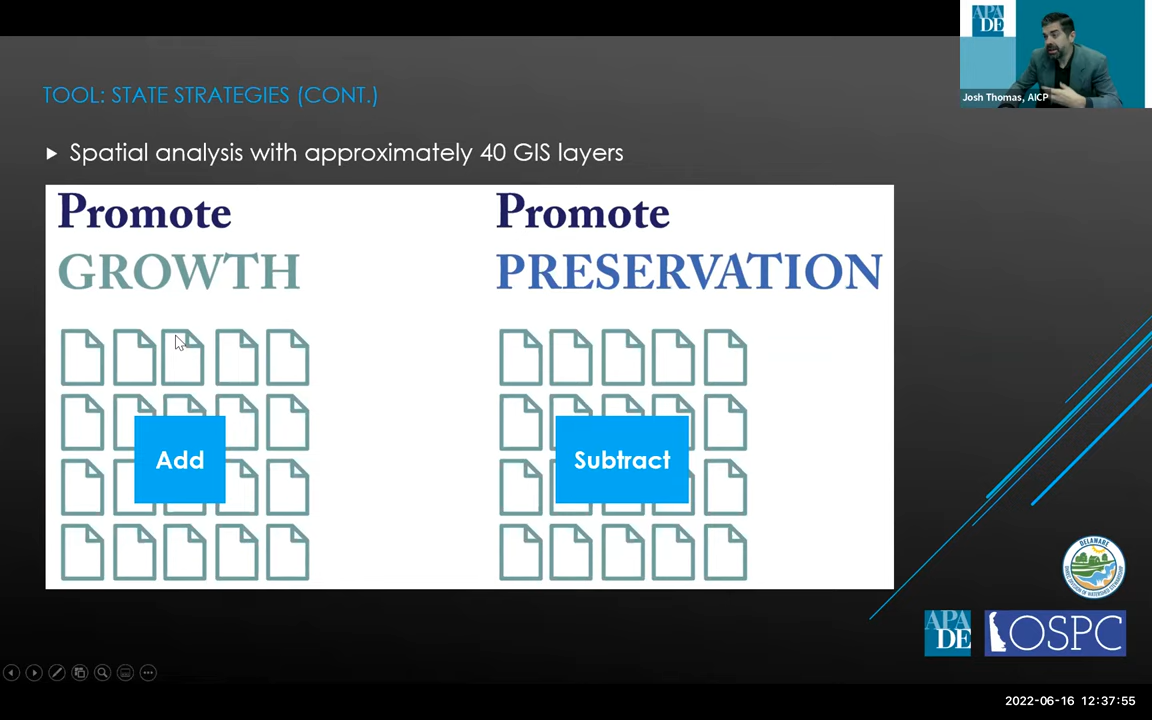 APA
DE
Josh Thomas, AICP
TOOL: STATE STRATEGIES (CONT.)
Spatial analysis with approximately 40 GIS layers
Promote
GROWTH
Promote
PRESERVATION
Add
Subtract
DELAWARE
APA
DE
OSPC
2022-06-16 12:37:55